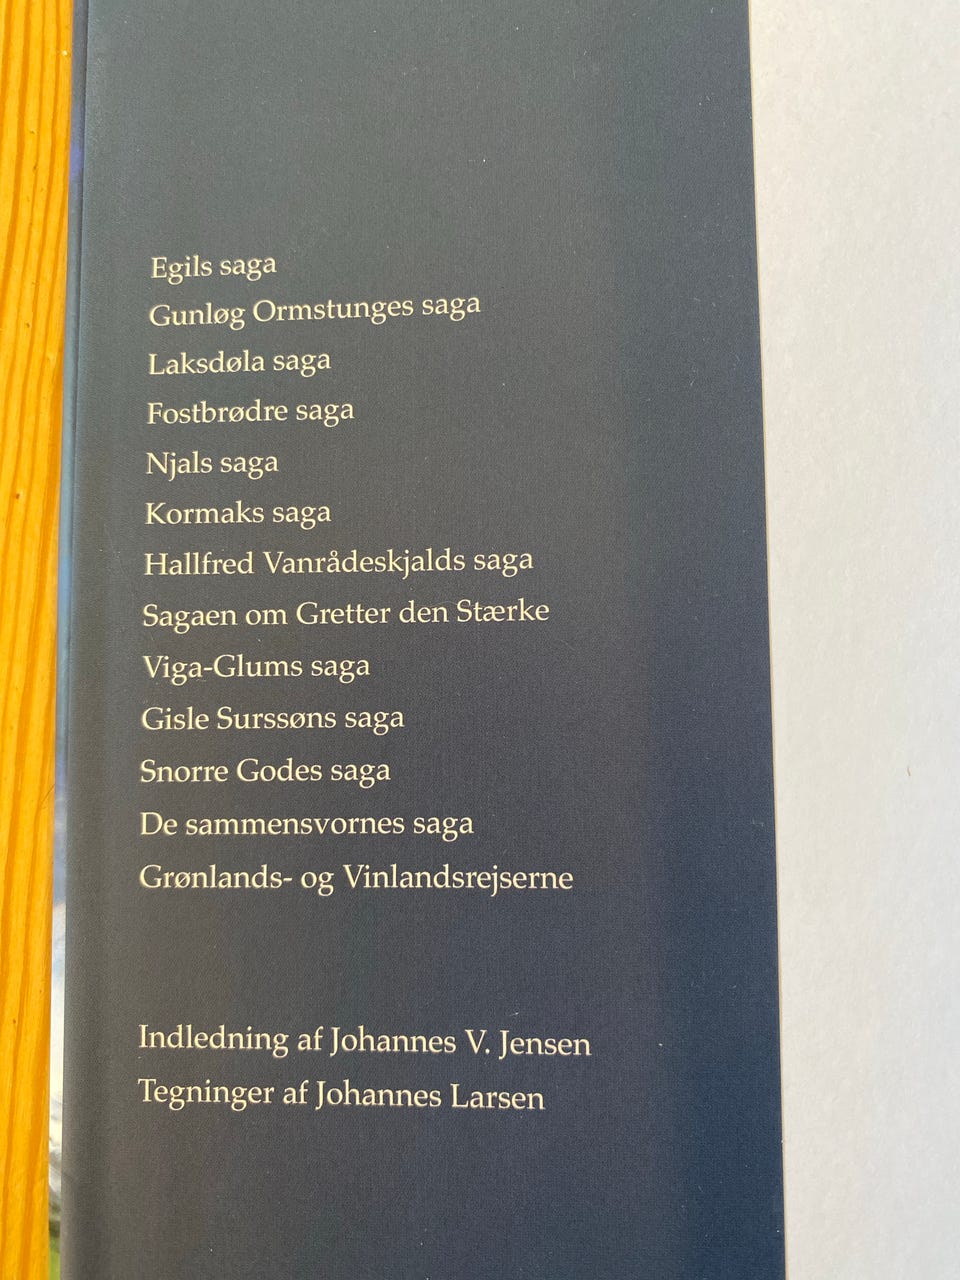 Egils saga
Gunløg Ormstunges saga
Laksdøla saga
Fostbrødre saga
Njals saga
Kormaks saga
Hallfred Vanrådeskjalds saga
Sagaen om Gretter den Stærke
Viga-Glums saga
Gisle Surssøns saga
Snorre Godes saga
De sammensvornes saga
Grønlands- og Vinlandsrejserne
Indledning af Johannes V. Jensen
Tegninger af Johannes Larsen